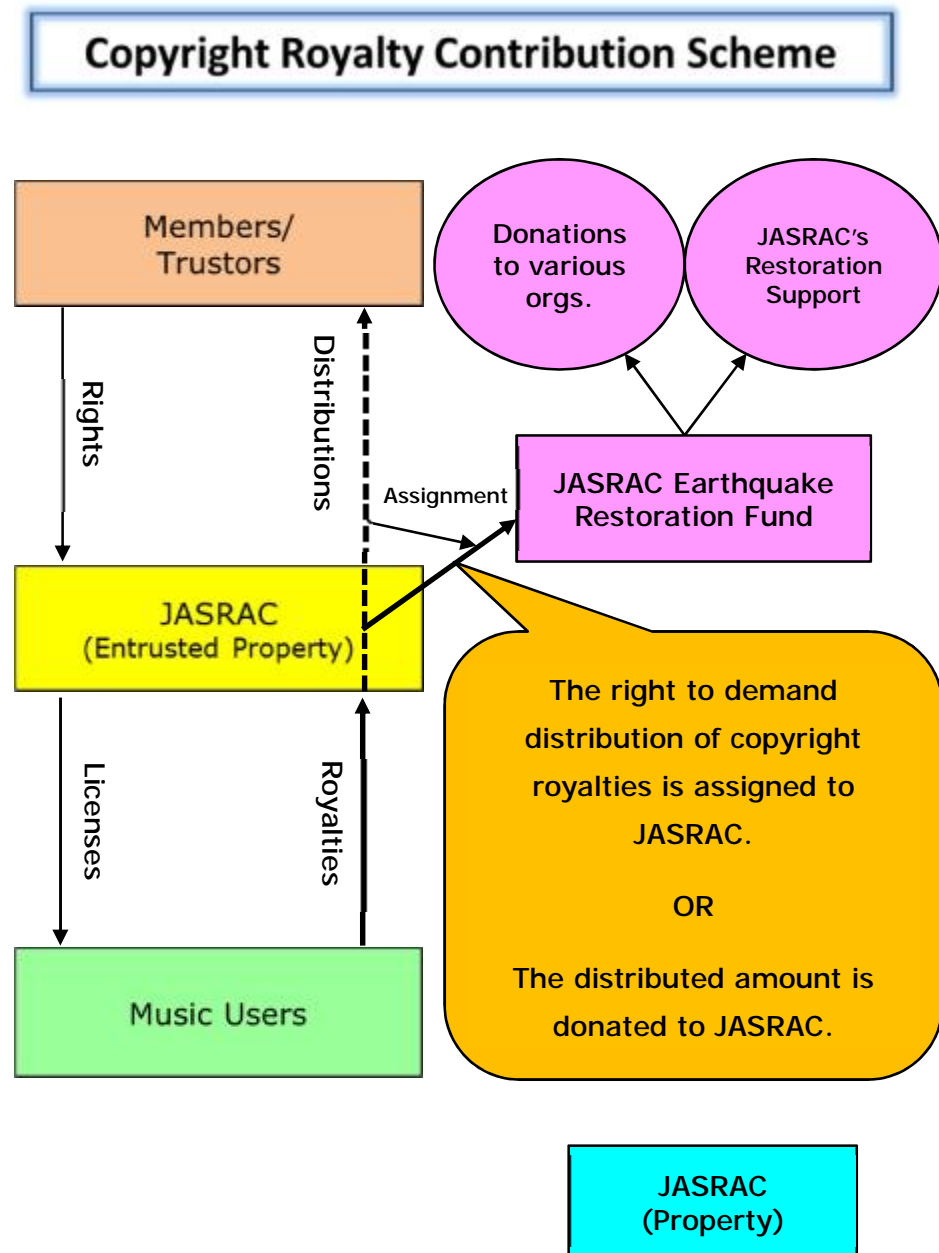 Copyright Royalty Contribution Scheme
Members/
Trustors
Donations
to various
orgs.
JASRAC's
Restoration
Support
Rights
Distributions
Assignment
JASRAC Earthquake
Restoration Fund
JASRAC
(Entrusted Property)
The right to demand
distribution of copyright
royalties is assigned to
JASRAC.
OR
The distributed amount is
donated to JASRAC.
Licenses
Royalties
Music Users
JASRAC
(Property)